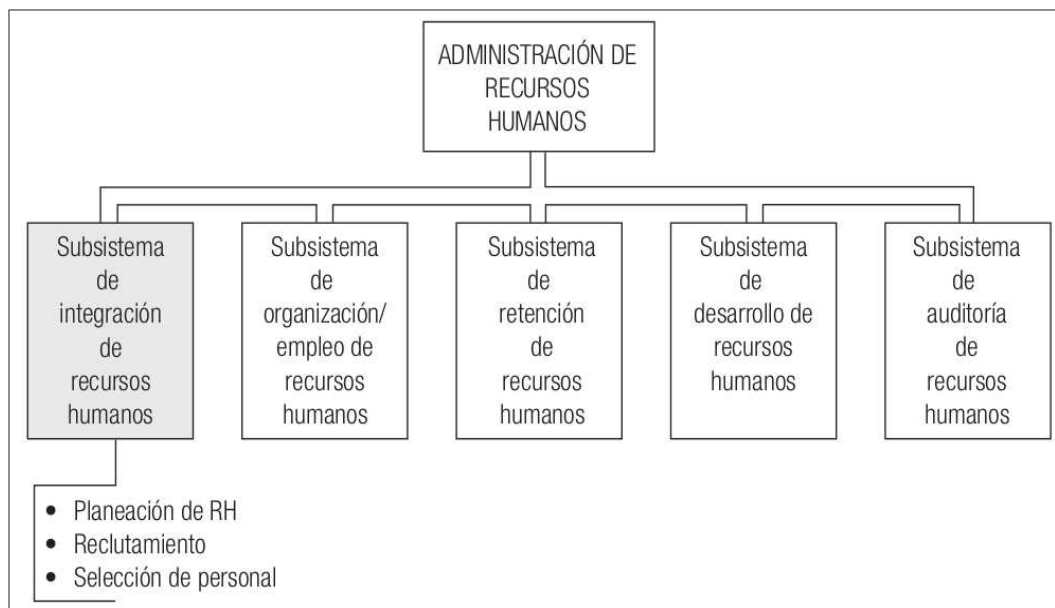 ADMINISTRACIÓN DE
RECURSOS
HUMANOS
Subsistema
de
integración
de
recursos
humanos
Subsistema
de
organización/
empleo de
recursos
humanos
Subsistema
de
retención
de
recursos
humanos
Subsistema
de
desarrollo de
recursos
humanos
Subsistema
de
auditoría
de
recursos
humanos
• Planeación de RH
• Reclutamiento
• Selección de personal